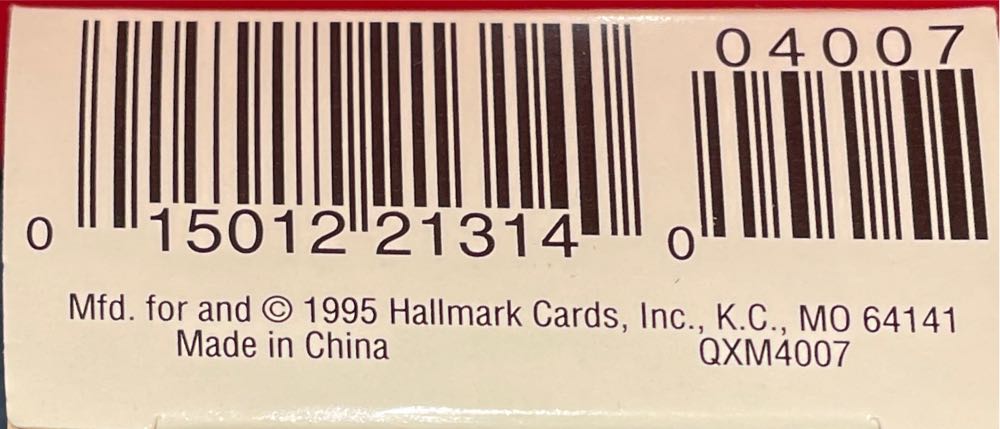 04007
0 15012 21314 0
Mfd. for and © 1995 Hallmark Cards, Inc., K.C., MO 64141
Made in China QXM4007